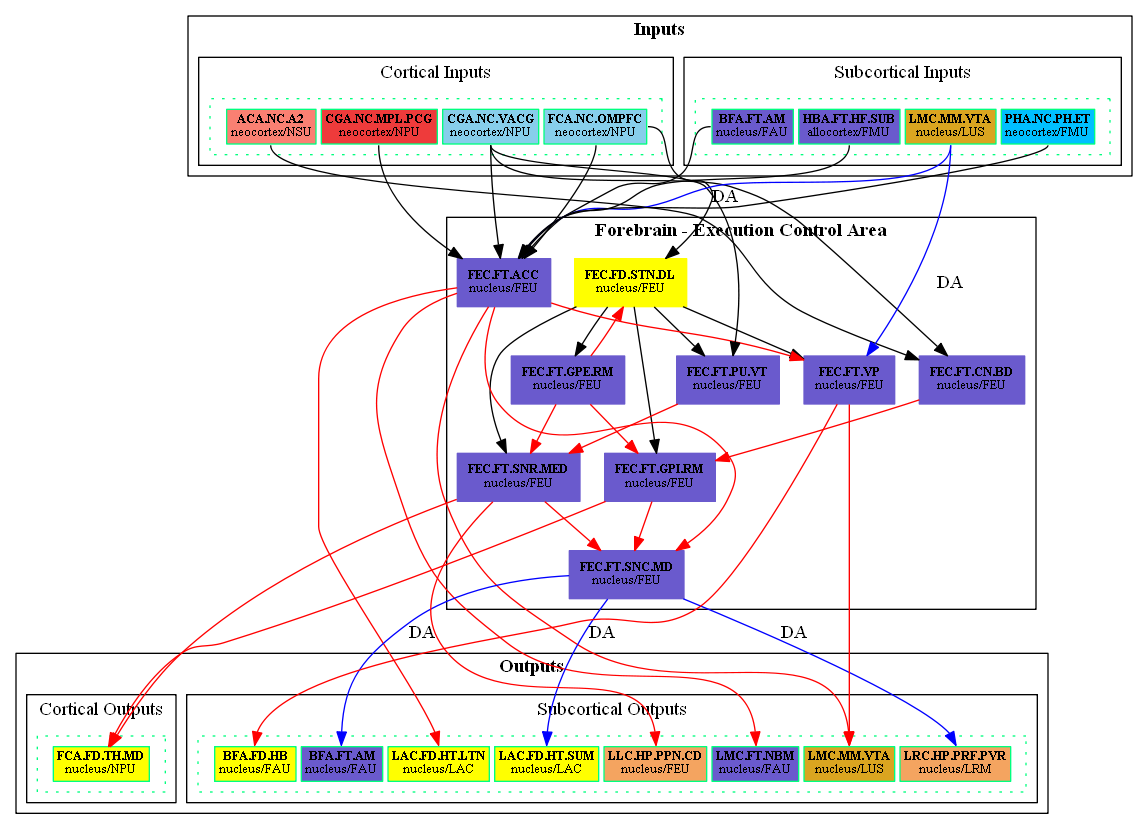 Inputs
Cortical Inputs
Subcortical Inputs
ACA.NC.A2
neocortex/NSU
CGA.NC.MPL.PCG
neocortex/NPU
CGA.NC.VACG
neocortex/NPU
FCA.NC.OMPFC
neocortex/NPU
BFA.FT.AM
nucleus/FAU
HBA.FT.HF.SUB
allocortex/FMU
LMC.MM.VTA
nucleus/LUS
PHA.NC.PH.ET
neocortex/FMU
DA
Forebrain - Execution Control Area
FEC.FT.ACC
nucleus/FEU
FEC.FD.STN.DL
nucleus/FEU
DA
FEC.FT.GPE.RM
nucleus/FEU
FEC.FT.PU.VT
nucleus/FEU
FEC.FT.VP
nucleus/FEU
FEC.FT.CN.BD
nucleus/FEU
FEC.FT.SNR.MED
nucleus/FEU
FEC.FT.GPI.RM
nucleus/FEU
FEC.FT.SNC.MD
nucleus/FEU
DA
DA
DA
Outputs
Cortical Outputs
Subcortical Outputs
FCA.FD.TH.MD
nucleus/NPU
BFA.FD.HB
nucleus/FAU
BFA.FT.AM
nucleus/FAU
LAC.FD.HT.LTN
nucleus/LAC
LAC.FD.HT.SUM
nucleus/LAC
LLC.HP.PPN.CD
nucleus/FEU
LMC.FT.NBM
nucleus/FAU
LMC.MM.VTA
nucleus/LUS
LRC.HP.PRF.PVR
nucleus/LRM